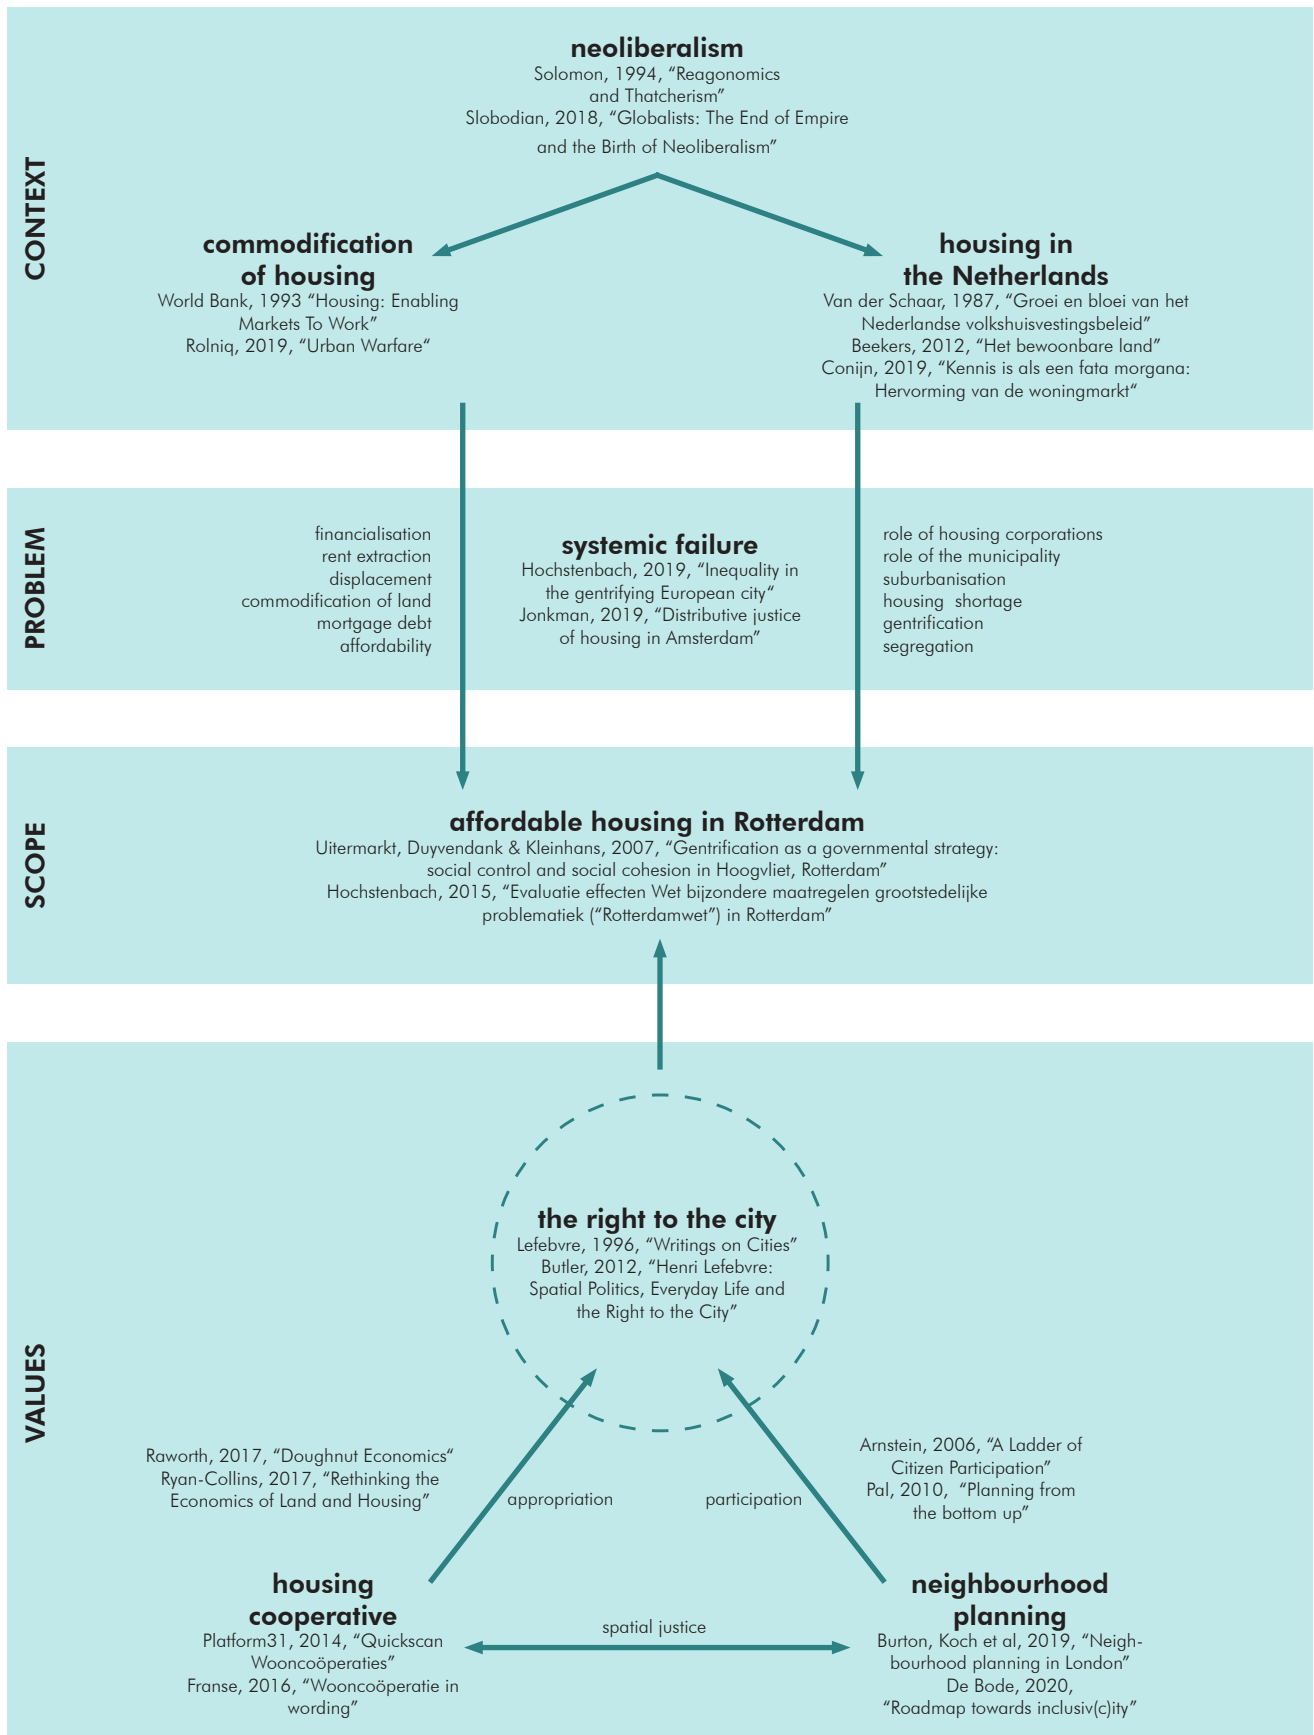 CONTEXT
neoliberalism
Solomon, 1994, “Reagonomics
and Thatcherism”
Slobodian, 2018, “Globalists: The End of Empire
and the Birth of Neoliberalism”
commodification
of housing
World Bank, 1993 “Housing: Enabling
Markets To Work”
Rolniq, 2019, “Urban Warfare“
housing in
the Netherlands
Van der Schaar, 1987, “Groei en bloei van het
Nederlandse volkshuisvestingsbeleid”
Beekers, 2012, “Het bewoonbare land”
Conijn, 2019, “Kennis is als een fata morgana:
Hervorming van de woningmarkt“
PROBLEM
financialisation
rent extraction
displacement
commodification of land
mortgage debt
affordability
systemic failure
Hochstenbach, 2019, “Inequality in
the gentrifying European city“
Jonkman, 2019, “Distributive justice
of housing in Amsterdam”
role of housing corporations
role of the municipality
suburbanisation
housing shortage
gentrification
segregation
SCOPE
affordable housing in Rotterdam
Uitermarkt, Duyvendank & Kleinhans, 2007, “Gentrification as a governmental strategy:
social control and social cohesion in Hoogvliet, Rotterdam”
Hochstenbach, 2015, “Evaluatie effecten Wet bijzondere maatregelen grootstedelijke
problematiek (“Rotterdamwet”) in Rotterdam”
VALUES
the right to the city
Lefebvre, 1996, “Writings on Cities”
Butler, 2012, “Henri Lefebvre:
Spatial Politics, Everyday Life and
the Right to the City”
Raworth, 2017, “Doughnut Economics“
Ryan-Collins, 2017, “Rethinking the
Economics of Land and Housing”
appropriation
participation
Arnstein, 2006, “A Ladder of
Citizen Participation”
Pal, 2010, “Planning from
the bottom up”
housing
cooperative
Platform31, 2014, “Quickscan
Wooncoöperaties”
Franse, 2016, “Wooncoöperatie in
wording”
spatial justice
neighbourhood
planning
Burton, Koch et al, 2019, “Neigh-
bourhood planning in London”
De Bode, 2020,
“Roadmap towards inclusiv(c)ity”